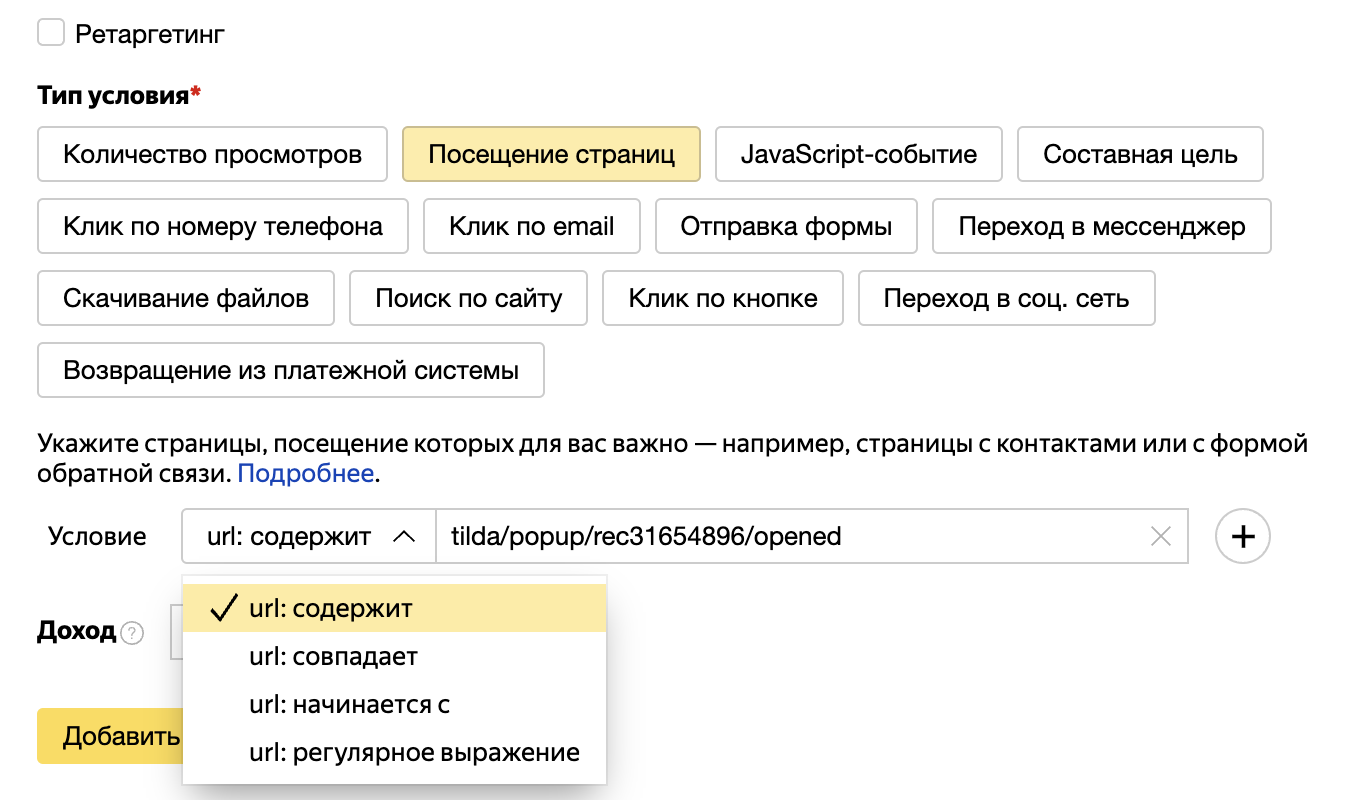 Ретаргетинг
Тип условия*
Количество просмотров Посещение страниц JavaScript-событие Составная цель
Клик по номеру телефона Клик по email Отправка формы Переход в мессенджер
Скачивание файлов Поиск по сайту Клик по кнопке Переход в соц. сеть
Возвращение из платежной системы
Укажите страницы, посещение которых для вас важно — например, страницы с контактами или с формой
обратной связи. Подробнее.
Условие url: содержит tilda/popup/rec31654896/opened
url: содержит
Доход ?
url: совпадает
url: начинается с
Добавить
url: регулярное выражение